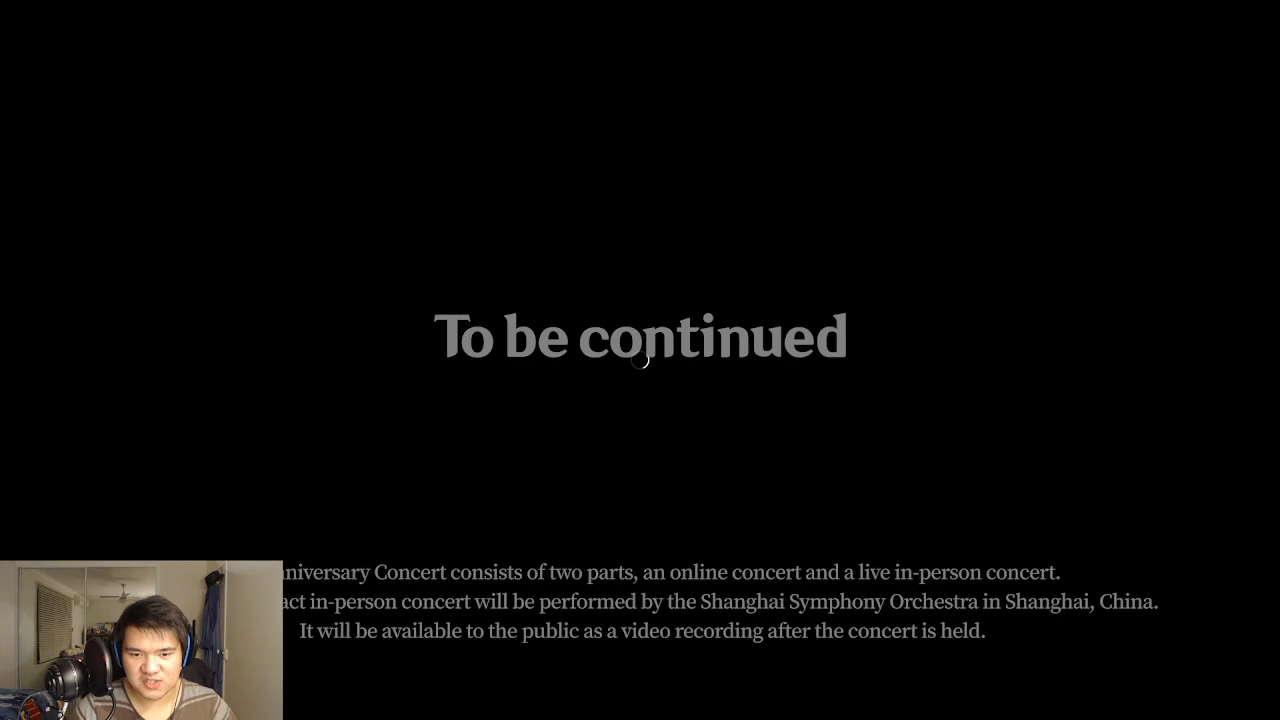 To be continued
niversary Concert consists of two parts, an online concert and a live in-person concert.
act in-person concert will be performed by the Shanghai Symphony Orchestra in Shanghai, China.
It will be available to the public as a video recording after the concert is held.